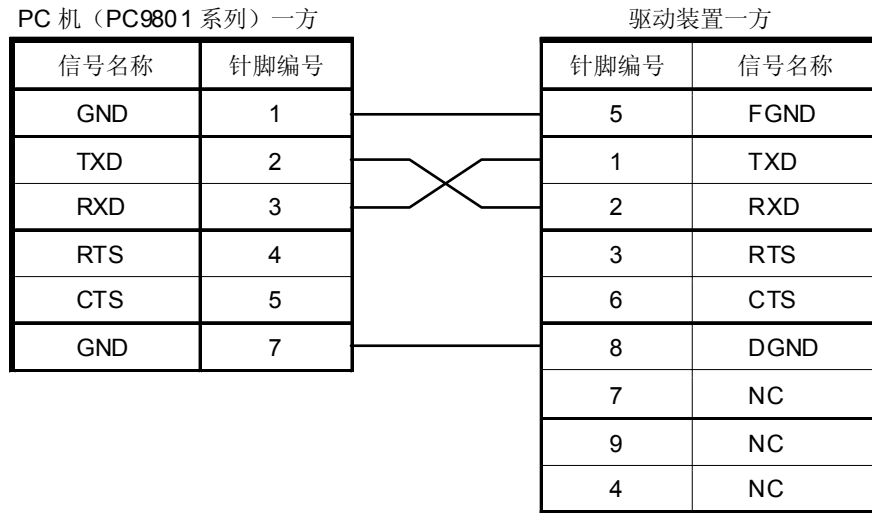 PC 机（PC9801 系列）一方 驱动装置一方
信号名称 针脚编号 针脚编号 信号名称
GND 1 5 FGND
TXD 2 1 TXD
RXD 3 2 RXD
RTS 4 3 RTS
CTS 5 6 CTS
GND 7 8 DGND
7 NC
9 NC
4 NC